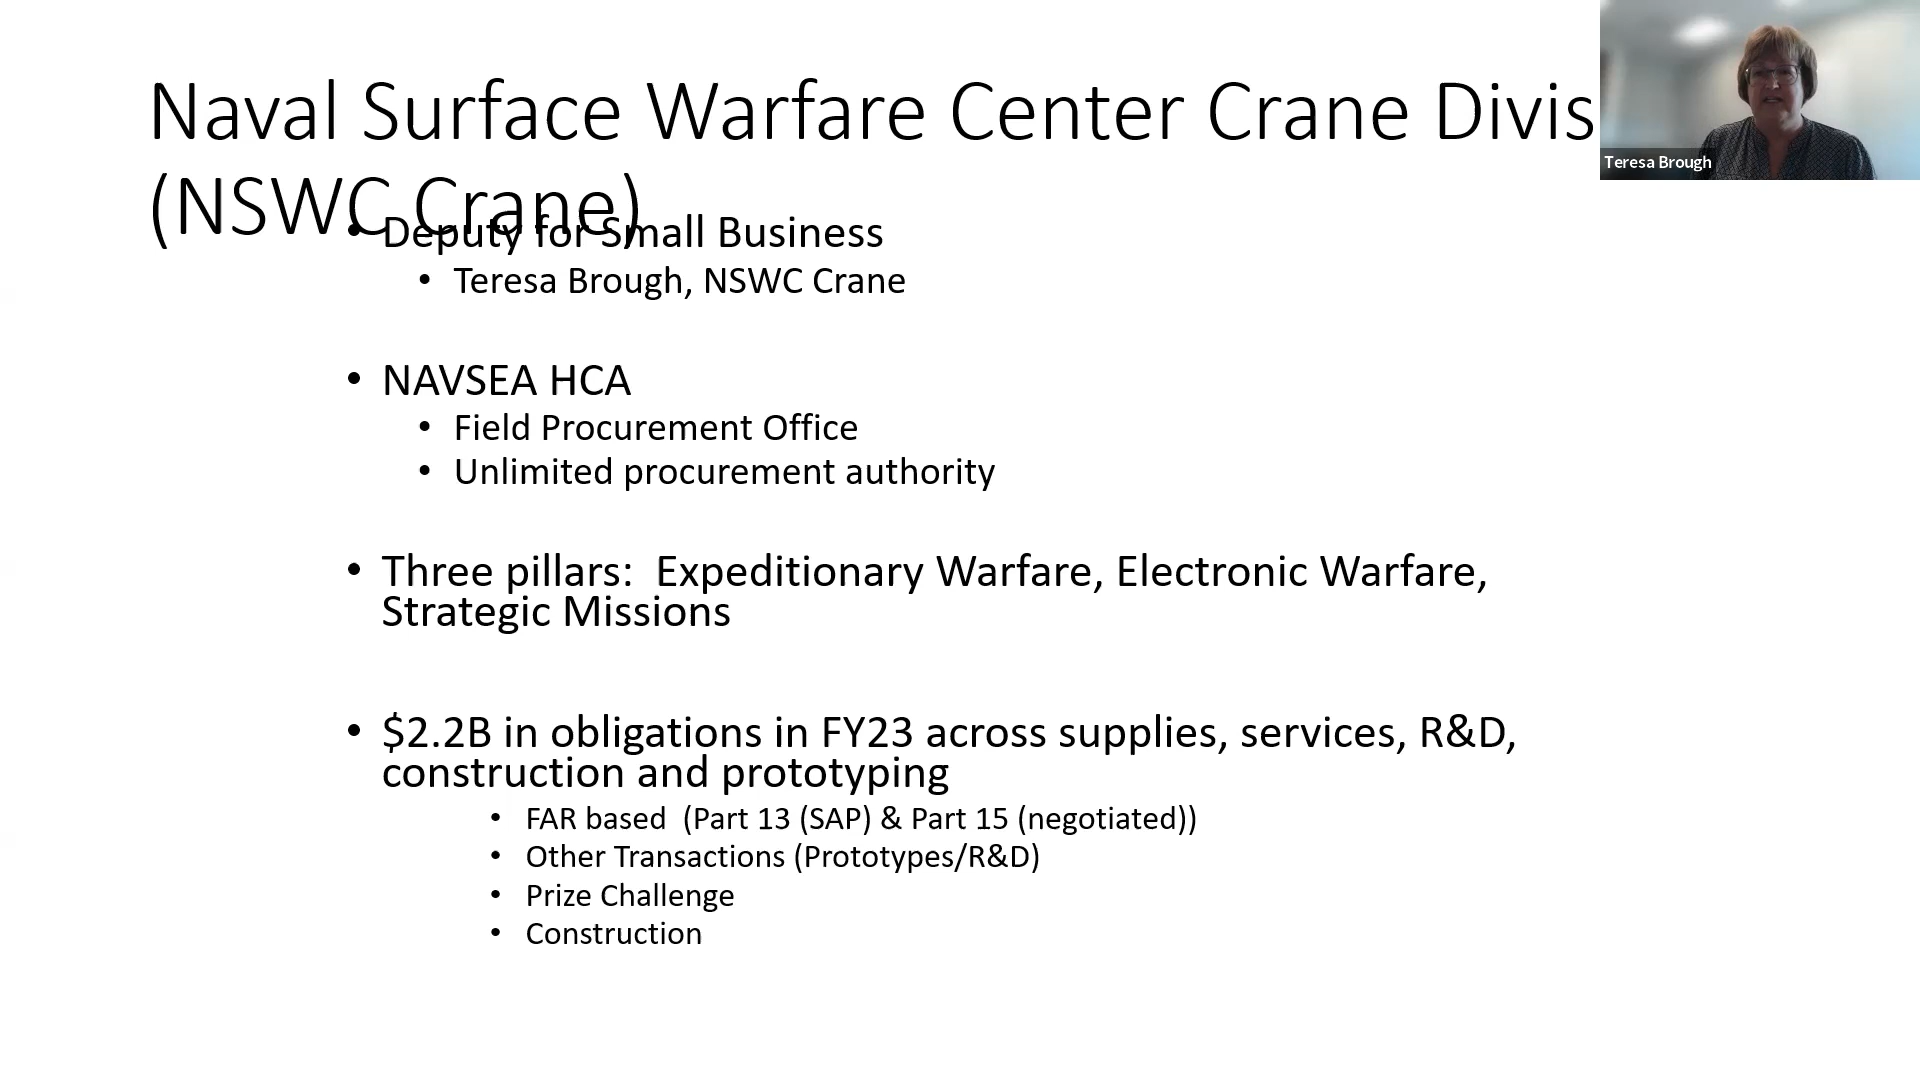 Naval Surface Warfare Center Crane Divis
(NSWC Crane)
• Deputy for Small Business
• Teresa Brough, NSWC Crane
• NAVSEA HCA
• Field Procurement Office
• Unlimited procurement authority
• Three pillars:  Expeditionary Warfare, Electronic Warfare,
Strategic Missions
• $2.2B in obligations in FY23 across supplies, services, R&D,
construction and prototyping
• FAR based  (Part 13 (SAP) & Part 15 (negotiated))
• Other Transactions (Prototypes/R&D)
• Prize Challenge
• Construction
Teresa Brough